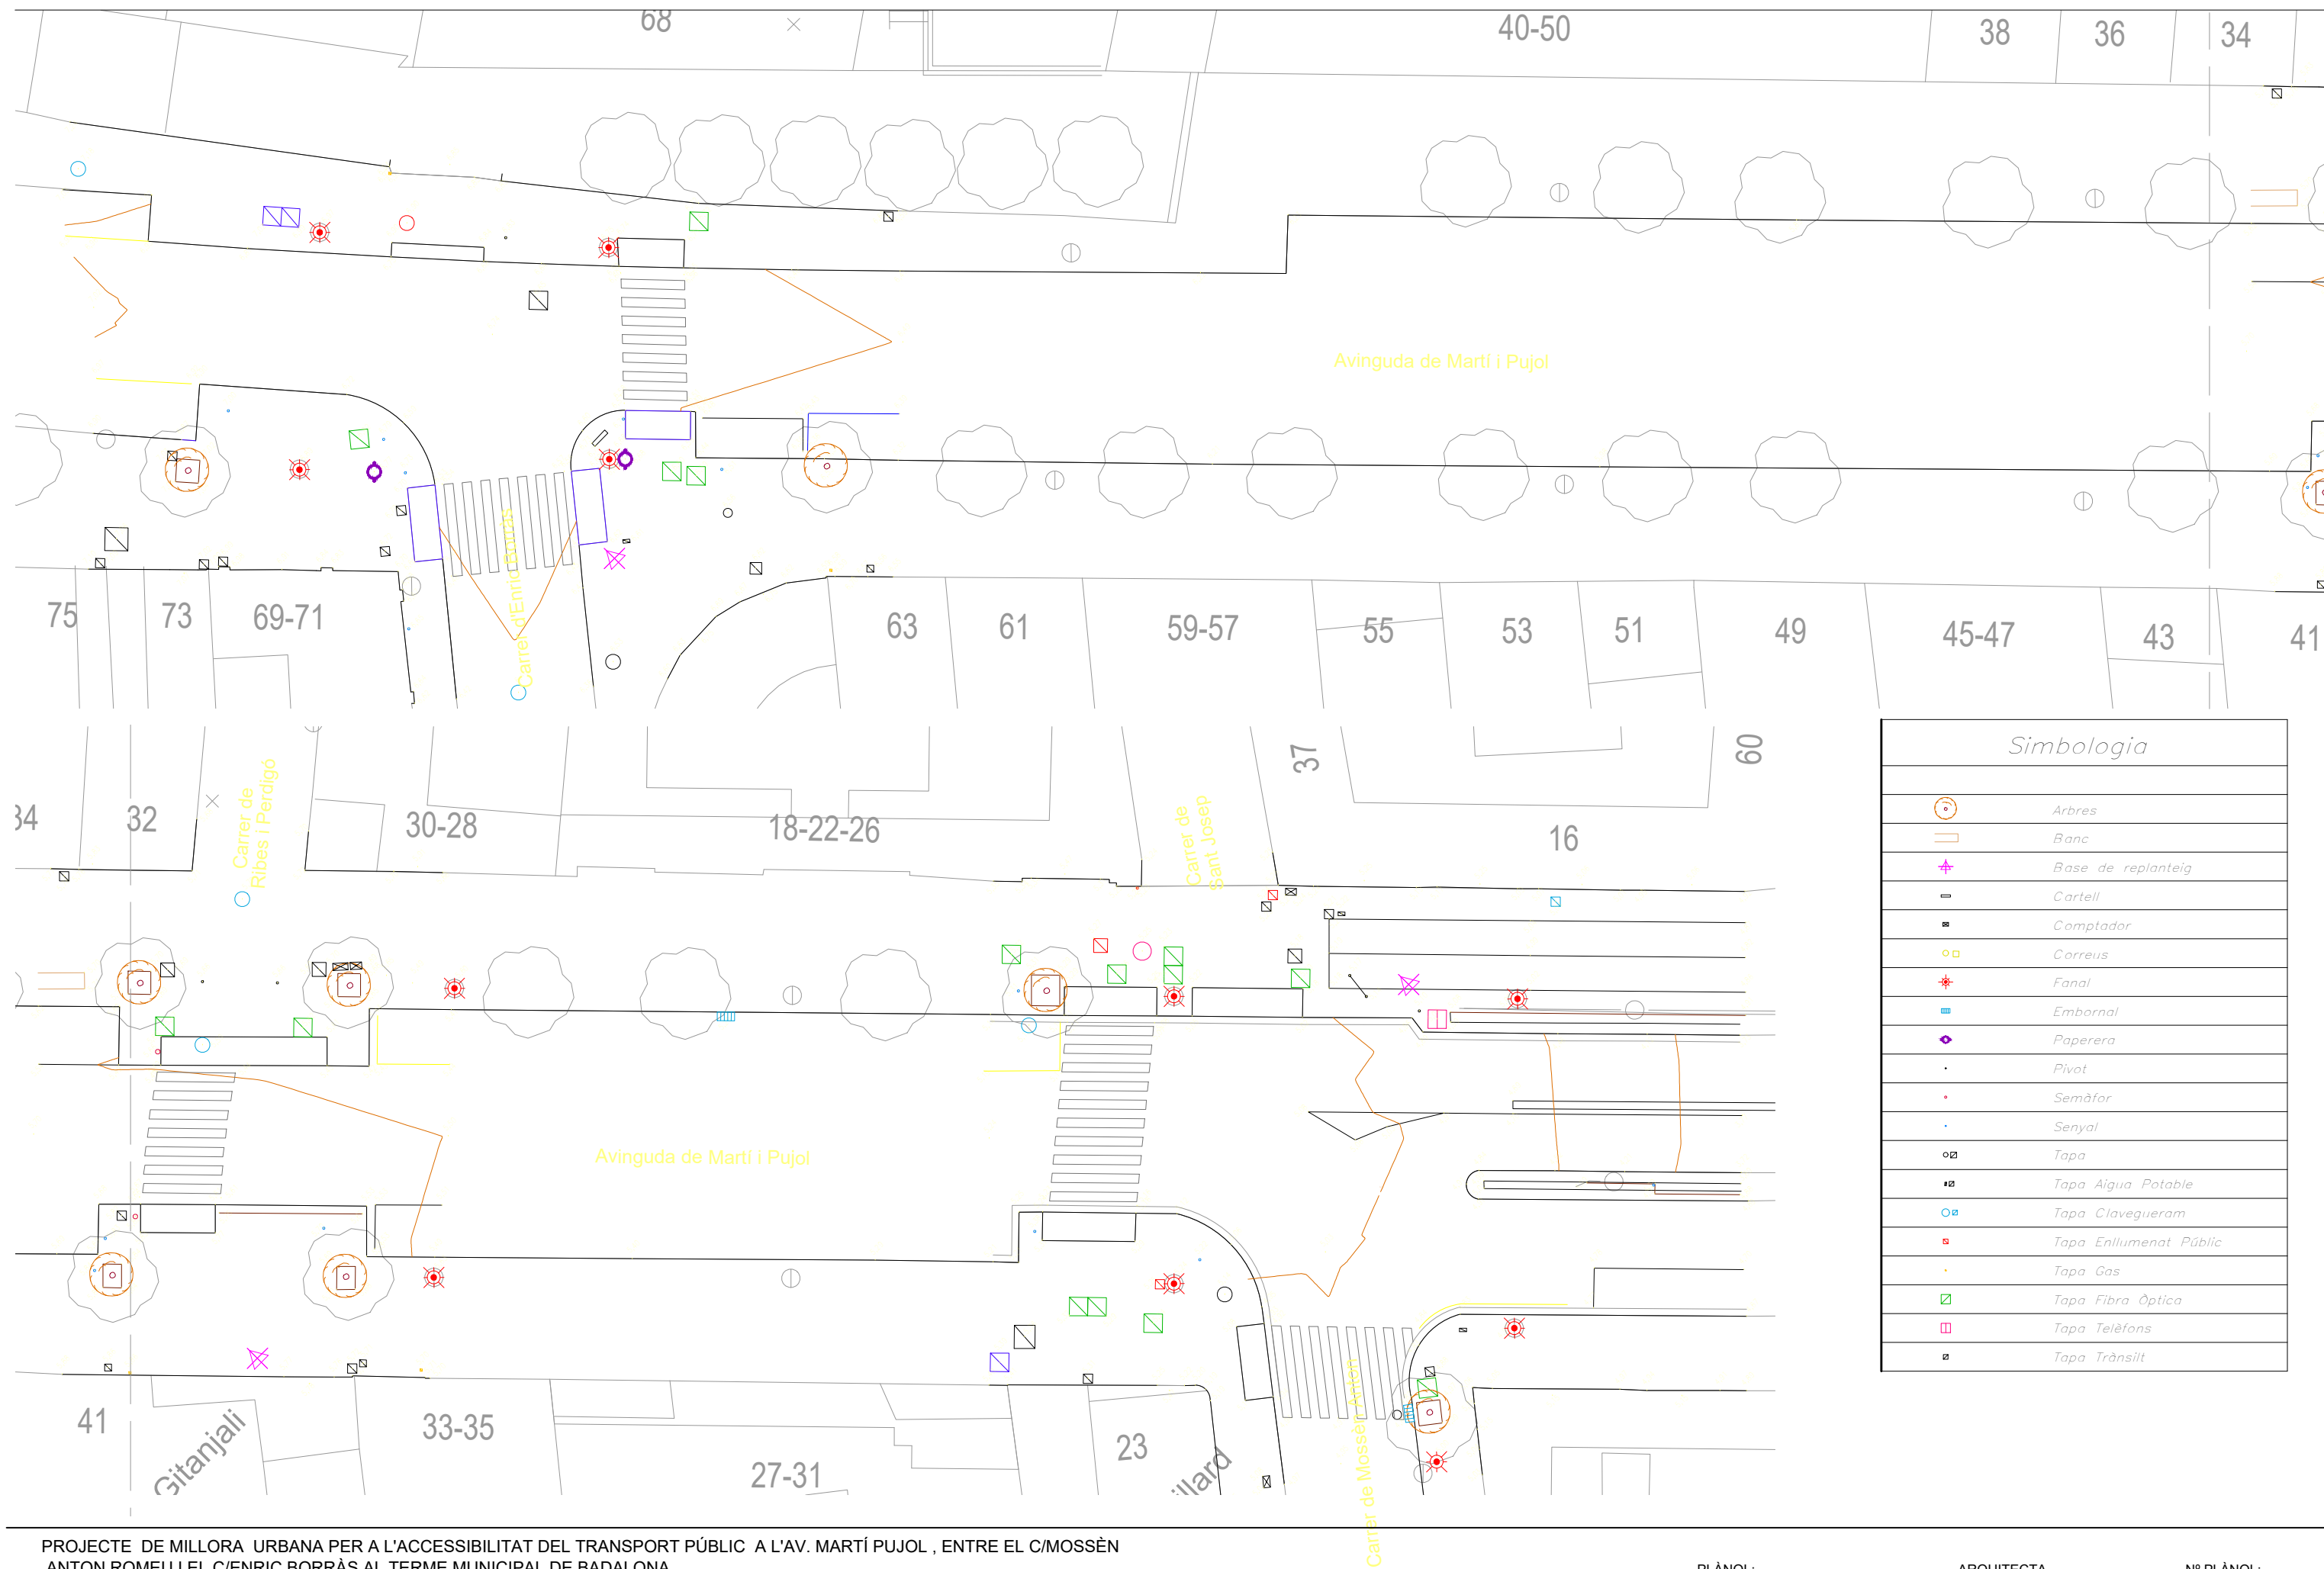 68
40-50
38
36
34
Avinguda de Martí i Pujol
Carrer d'Enric Borràs
75
73
69-71
63
61
59-57
55
53
51
49
45-47
43
41
34
32
Carrer de
Ribes i Perdigó
30-28
18-22-26
Carrer de
Sant Josep
37
16
60
Avinguda de Martí i Pujol
41
Gitanjali
33-35
27-31
23
illard
Carrer de Mossèn Anton
Simbologia
Arbres
Banc
Base de replanteig
Cartell
Comptador
Correus
Fanal
Embornal
Paperera
Pivot
Semàfor
Senyal
Tapa
Tapa Aigua Potable
Tapa Clavegueram
Tapa Enllumenat Públic
Tapa Gas
Tapa Fibra Òptica
Tapa Telèfons
Tapa Trànsilt
PROJECTE DE MILLORA URBANA PER A L'ACCESSIBILITAT DEL TRANSPORT PÚBLIC A L'AV. MARTÍ PUJOL , ENTRE EL C/MOSSÈN
ANTON ROMEU I EL C/ENRIC BORRÀS AL TERME MUNICIPAL DE BADALONA
PLÀNOL:
ARQUITECTA
Nº PLÀNOL: